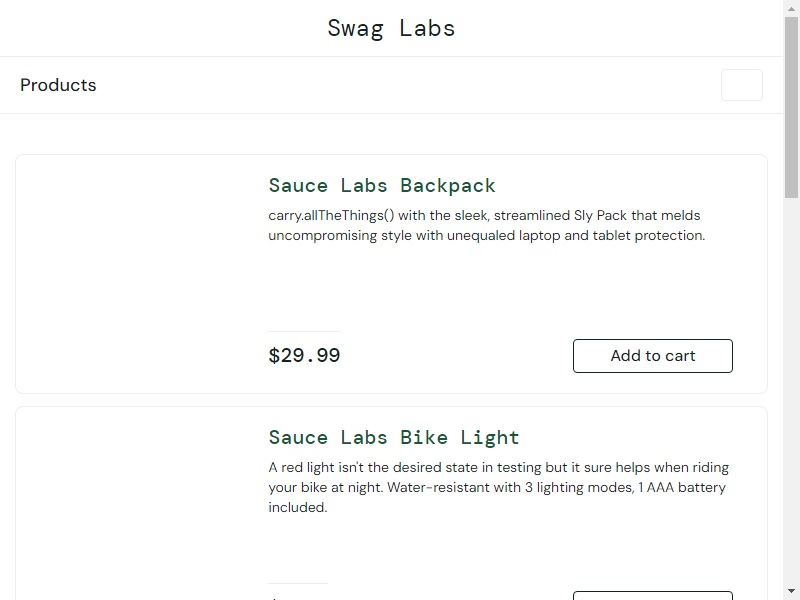 Swag Labs
Products
Sauce Labs Backpack
carry.allTheThings() with the sleek, streamlined Sly Pack that melds
uncompromising style with unequaled laptop and tablet protection.
$29.99
Add to cart
Sauce Labs Bike Light
A red light isn't the desired state in testing but it sure helps when riding
your bike at night. Water-resistant with 3 lighting modes, 1 AAA battery
included.